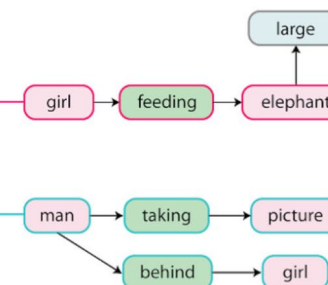 large
girl feeding elephant
man taking picture
behind girl